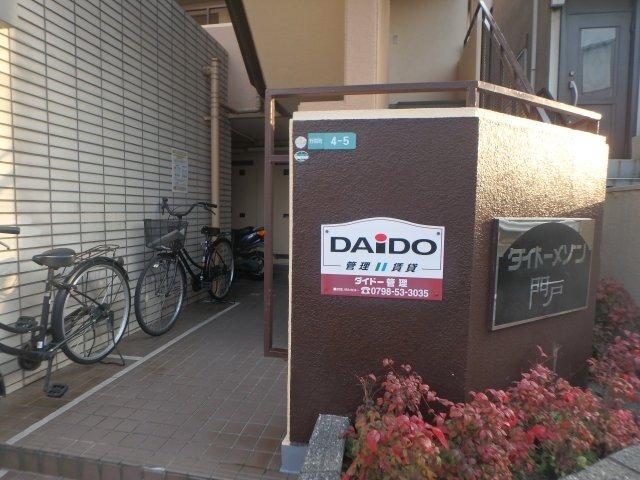 4-5
DAiDO
管理 賃貸
ダイドー管理
☎0798-53-3035
ダイドーメゾン
門戸